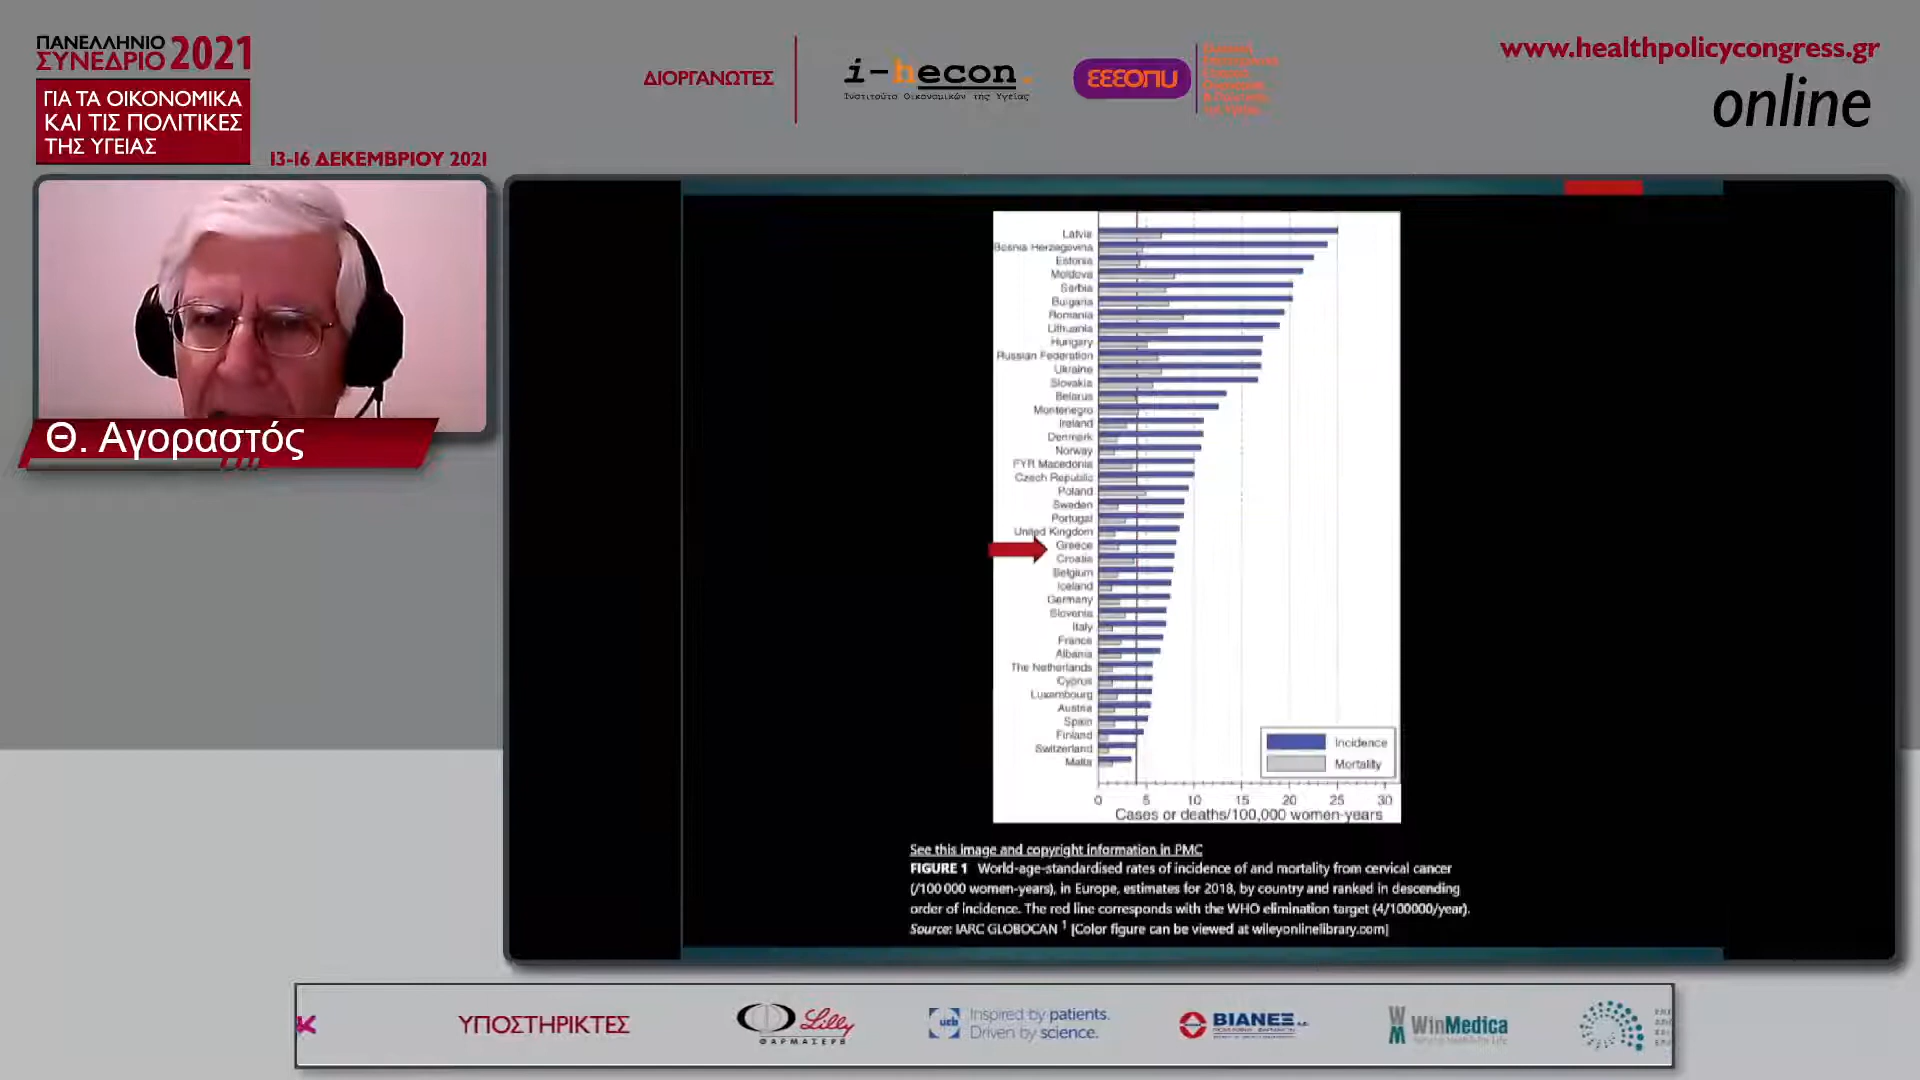 ΠΑΝΕΛΛΗΝΙΟ
ΣΥΝΕΔΡΙΟ 2021
ΓΙΑ ΤΑ ΟΙΚΟΝΟΜΙΚΑ
ΚΑΙ ΤΙΣ ΠΟΛΙΤΙΚΕΣ
ΤΗΣ ΥΓΕΙΑΣ
13-16 ΔΕΚΕΜΒΡΙΟΥ 2021
ΔΙΟΡΓΑΝΩΤΕΣ
i-hecon.
Ινστιτούτο Οικονομικών της Υγείας
ΕΕΕΟΠΥ
www.healthpolicycongress.gr
online
Θ. Αγοραστός
Latvia
Bosnia Herzegovina
Estonia
Moldova
Serbia
Bulgaria
Romania
Lithuania
Hungary
Russian Federation
Ukraine
Slovakia
Belarus
Montenegro
Ireland
Denmark
Norway
FYR Macedonia
Czech Republic
Poland
Sweden
Portugal
United Kingdom
Greece
Croatia
Belgium
Iceland
Germany
Slovenia
Italy
France
Albania
The Netherlands
Cyprus
Luxembourg
Austria
Spain
Finland
Switzerland
Malta
Incidence
Mortality
0 5 10 15 20 25 30
Cases or deaths/100,000 women-years
See this image and copyright information in PMC
FIGURE 1 World-age-standardised rates of incidence of and mortality from cervical cancer
(/100 000 women-years), in Europe, estimates for 2018, by country and ranked in descending
order of incidence. The red line corresponds with the WHO elimination target (4/100000/year).
Source: IARC GLOBOCAN 1 [Color figure can be viewed at wileyonlinelibrary.com]
ΥΠΟΣΤΗΡΙΚΤΕΣ
Lilly
ΦΑΡΜΑΣΕΡΒ
ucb
Inspired by patients.
Driven by science.
ΒΙΑΝΕΞ Α.Ε.
WinMedica